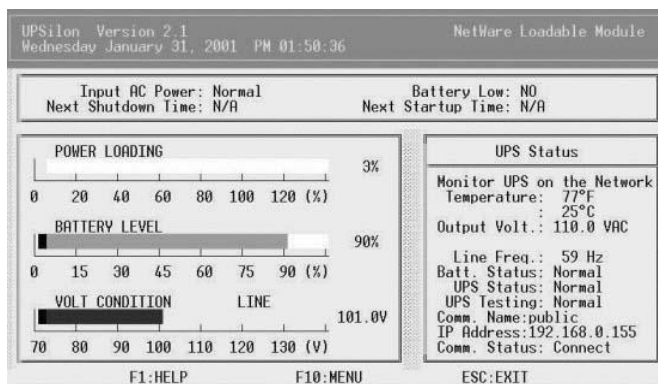 UPSilon Version 2.1
NetWare Loadable Module
Wednesday January 31, 2001 PM 01:50:36
Input AC Power: Normal
Battery Low: NO
Next Shutdown Time: N/A
Next Startup Time: N/A
POWER LOADING
3%
0 20 40 60 80 100 120 (%)
BATTERY LEVEL
90%
0 15 30 45 60 75 90 (%)
VOLT CONDITION LINE
101.0V
70 80 90 100 110 120 130 (V)
UPS Status
Monitor UPS on the Network
Temperature: 77°F
: 25°C
Output Volt.: 110.0 VAC
Line Freq.: 59 Hz
Batt. Status: Normal
UPS Status: Normal
UPS Testing: Normal
Comm. Name:public
IP Address:192.168.0.155
Comm. Status: Connect
F1:HELP F10:MENU ESC:EXIT